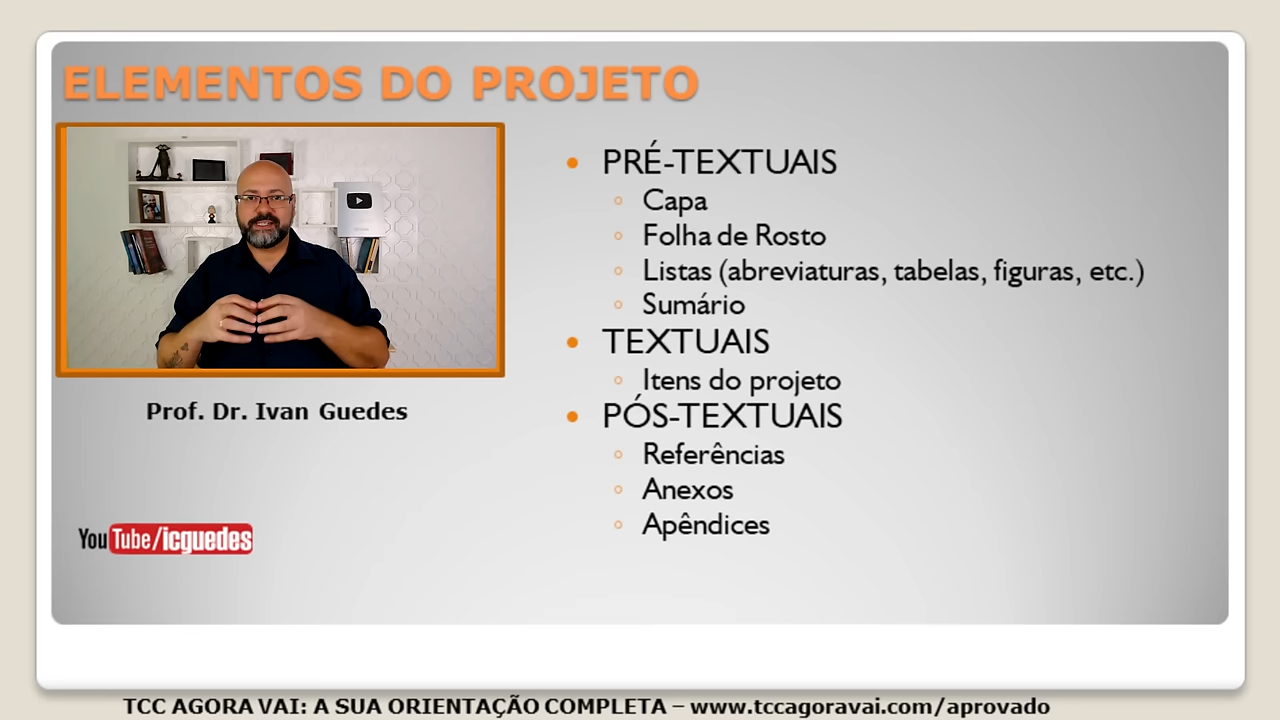 ELEMENTOS DO PROJETO
Prof. Dr. Ivan Guedes
YouTube/icguedes
• PRÉ-TEXTUAIS
◦ Capa
◦ Folha de Rosto
◦ Listas (abreviaturas, tabelas, figuras, etc.)
◦ Sumário
• TEXTUAIS
◦ Itens do projeto
• PÓS-TEXTUAIS
◦ Referências
◦ Anexos
◦ Apêndices
TCC AGORA VAI: A SUA ORIENTAÇÃO COMPLETA – www.tccagoravai.com/aprovado